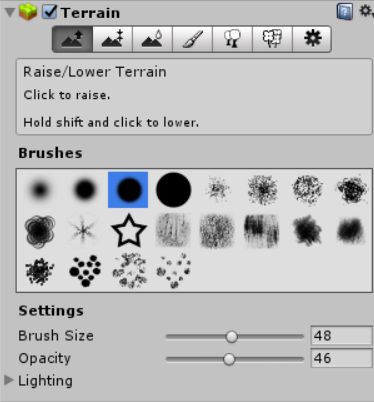 Terrain
Raise/Lower Terrain
Click to raise.
Hold shift and click to lower.
Brushes
Settings
Brush Size 48
Opacity 46
Lighting